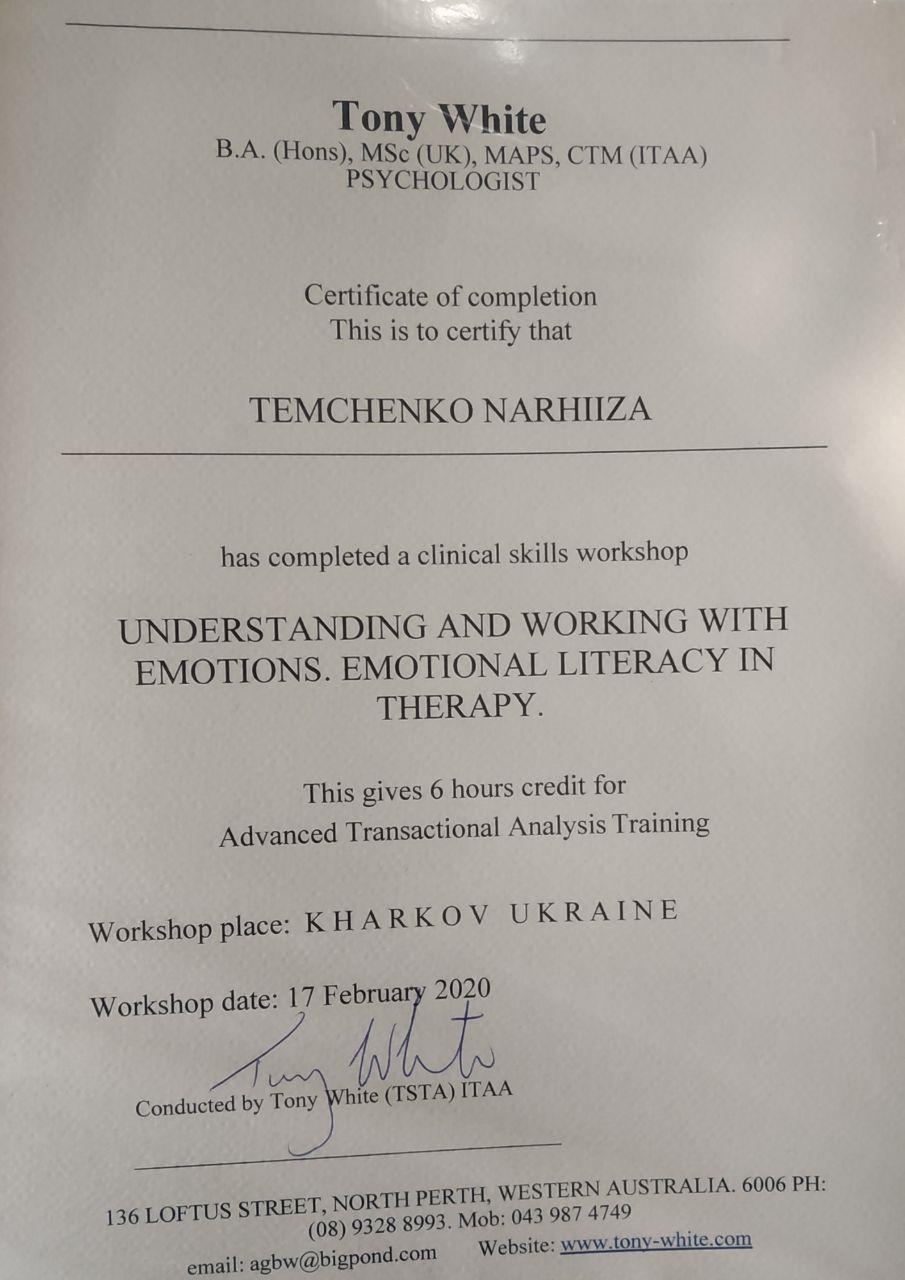 Tony White
B.A. (Hons), MSc (UK), MAPS, CTM (ITAA)
PSYCHOLOGIST
Certificate of completion
This is to certify that
TEMCHENKO NARHIIZA
has completed a clinical skills workshop
UNDERSTANDING AND WORKING WITH
EMOTIONS. EMOTIONAL LITERACY IN
THERAPY.
This gives 6 hours credit for
Advanced Transactional Analysis Training
Workshop place: KHARKOV UKRAINE
Workshop date: 17 February 2020
Tony White
Conducted by Tony White (TSTA) ITAA
136 LOFTUS STREET, NORTH PERTH, WESTERN AUSTRALIA. 6006 PH:
(08) 9328 8993. Mob: 043 987 4749
email: agbw@bigpond.com Website: www.tony-white.com